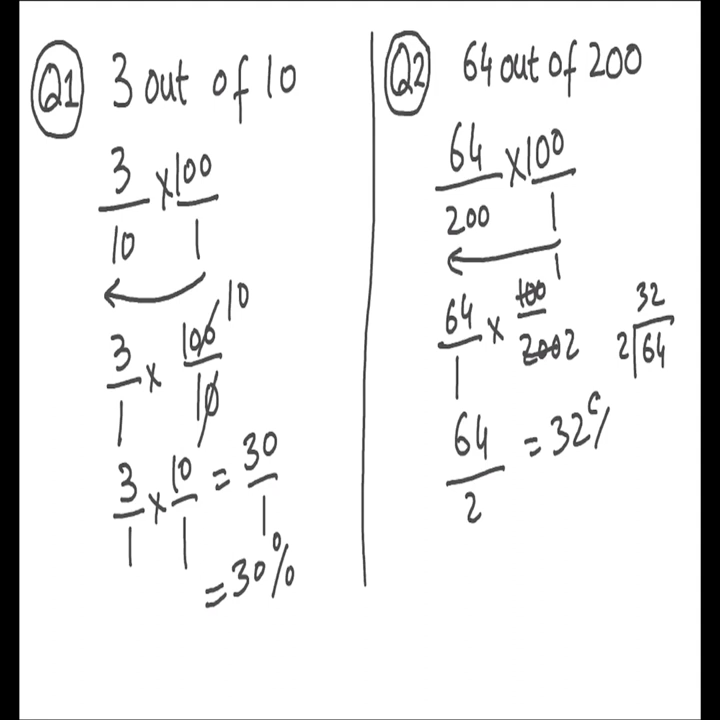 Q1 3 out of 10
3/10 × 100/1
3/1 × 100/10 10
3/1 × 10/1 = 30/1
= 30%
Q2 64 out of 200
64/200 × 100/1
1
64/1 × 100/200 2
32
2√64
64/2 = 32%